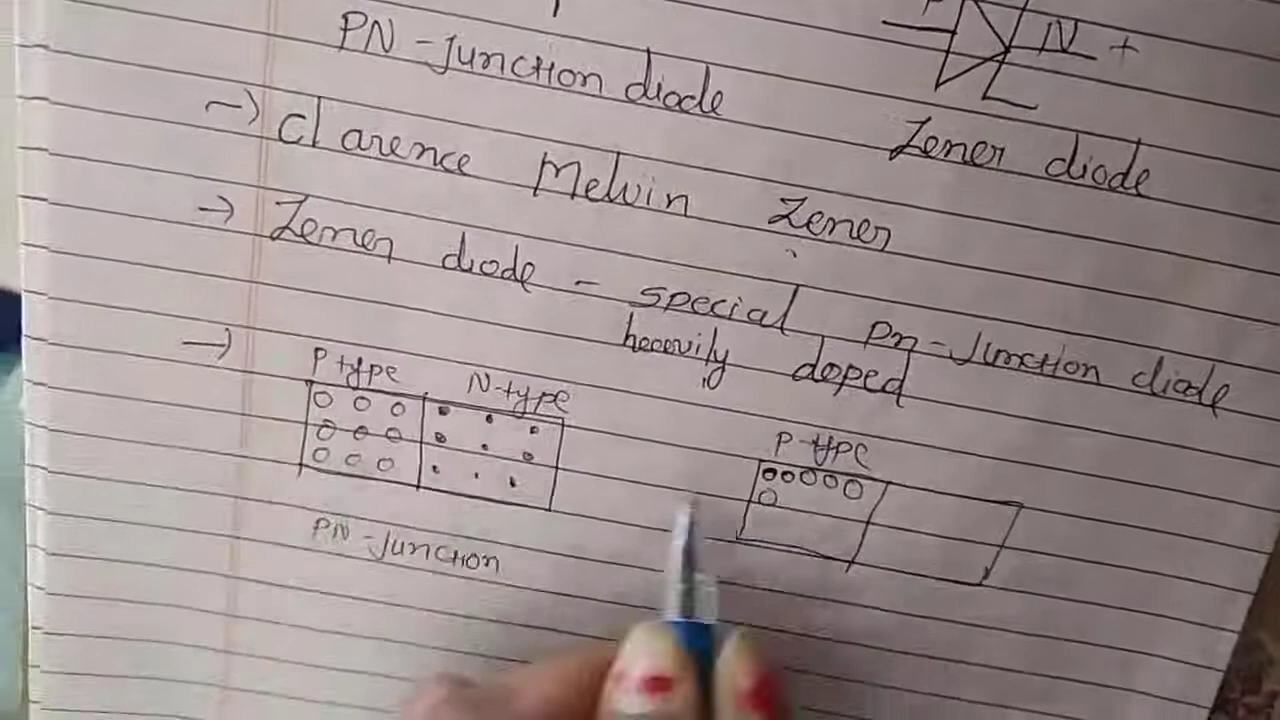 N +
PN - Junction diode
Zener diode
→ Clarence Melvin Zener
→ Zener diode - special Pn-Junction diode
heavily doped
→ P type N-type
P-type
PN-Junction